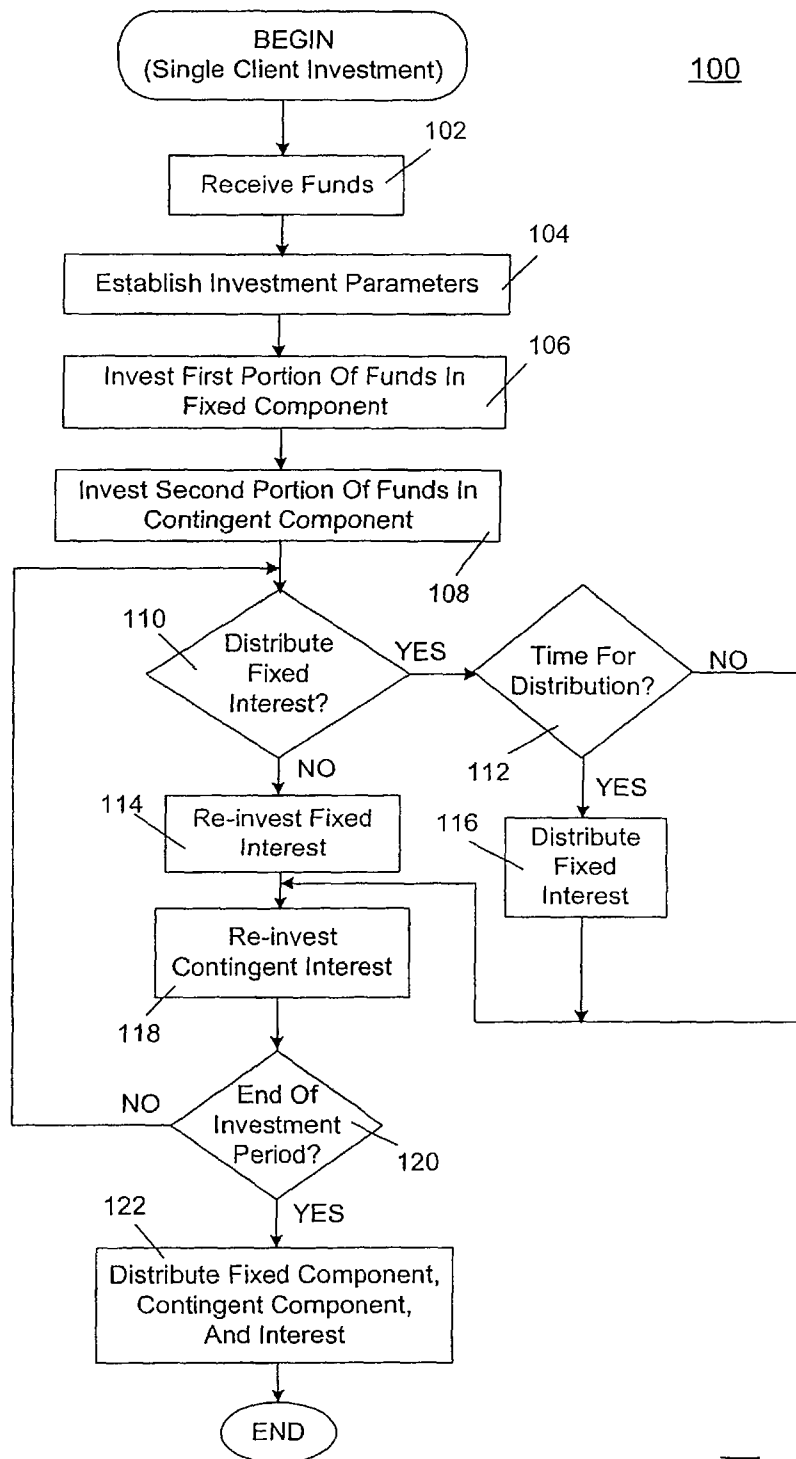 BEGIN
(Single Client Investment)
100
102
Receive Funds
104
Establish Investment Parameters
106
Invest First Portion Of Funds In
Fixed Component
Invest Second Portion Of Funds In
Contingent Component
108
110
Distribute
Fixed
Interest?
YES
Time For
Distribution?
NO
112
NO
YES
114
Re-invest Fixed
Interest
116
Distribute
Fixed
Interest
Re-invest
Contingent Interest
118
NO
End Of
Investment
Period?
120
122
YES
Distribute Fixed Component,
Contingent Component,
And Interest
END